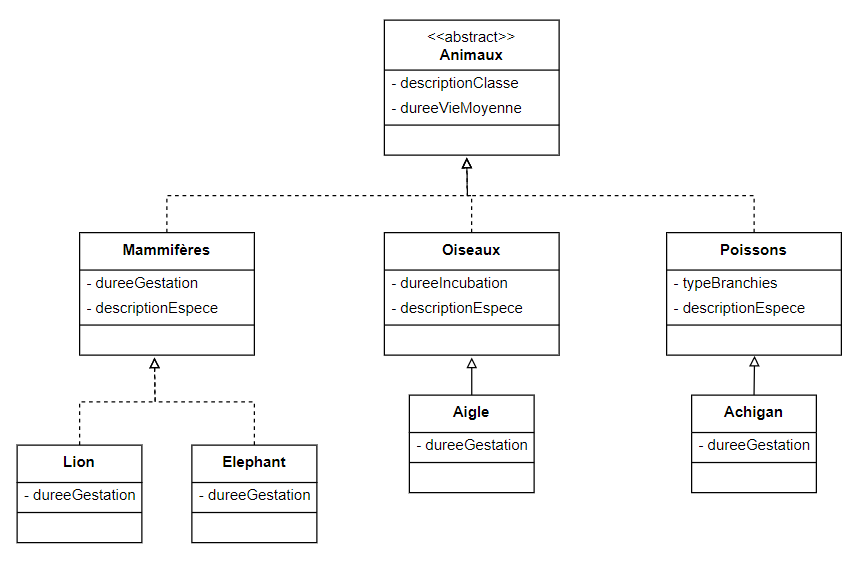 <<abstract>>
Animaux
- descriptionClasse
- dureeVieMoyenne
Mammifères
- dureeGestation
- descriptionEspece
Oiseaux
- dureeIncubation
- descriptionEspece
Poissons
- typeBranchies
- descriptionEspece
Lion
- dureeGestation
Elephant
- dureeGestation
Aigle
- dureeGestation
Achigan
- dureeGestation